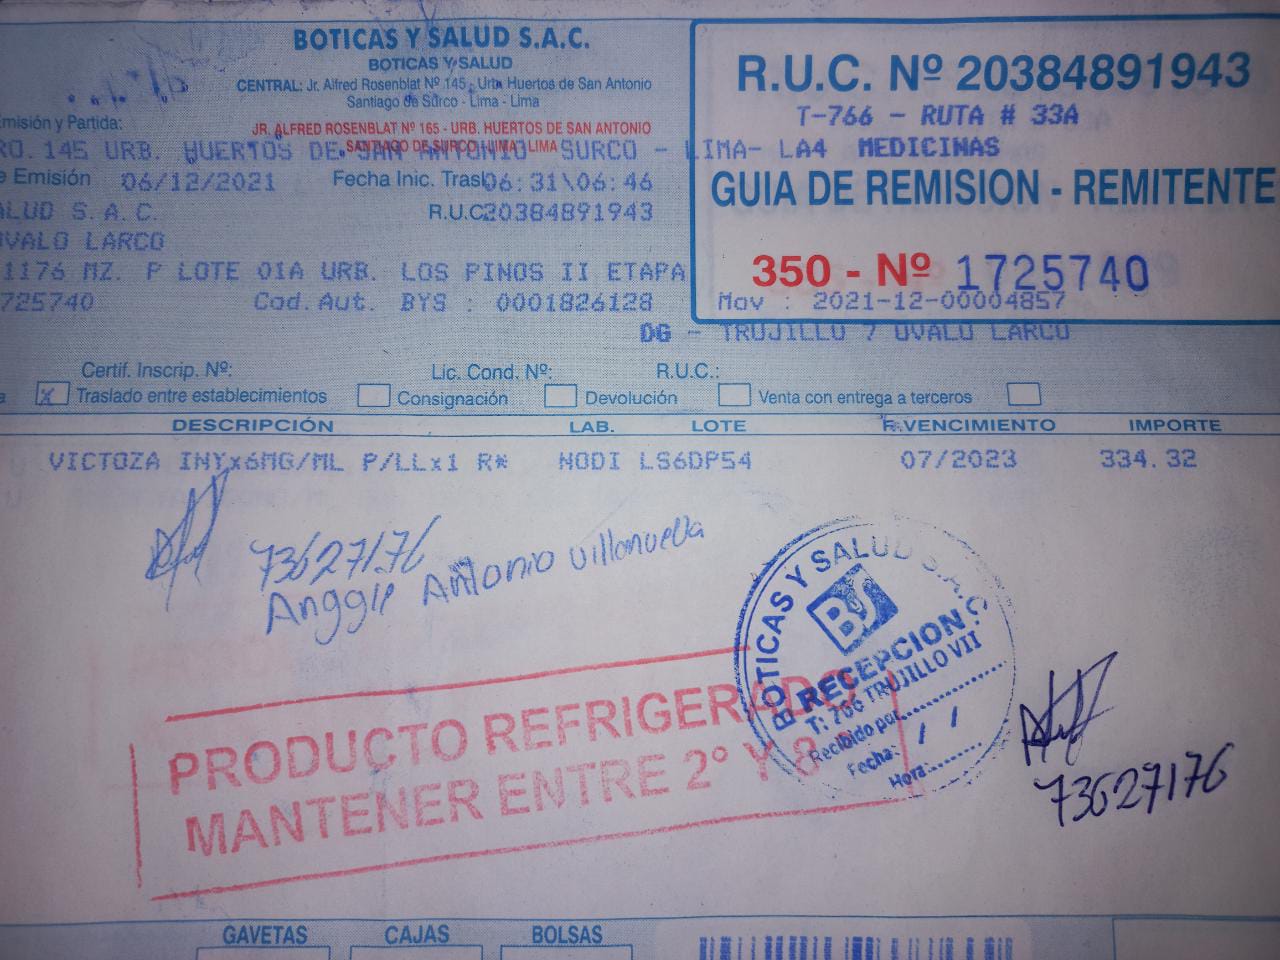 BOTICAS Y SALUD S.A.C.
BOTICAS Y SALUD
CENTRAL: Jr. Alfred Rosenblat Nº 145 - Urb. Huertos de San Antonio
Santiago de Surco - Lima - Lima
JR. ALFRED ROSENBLAT Nº 165 - URB. HUERTOS DE SAN ANTONIO
SANTIAGO DE SURCO - LIMA - LIMA
R.U.C. Nº 20384891943
T-766 - RUTA # 33A
misión y Partida:
RO. 145 URB. HUERTOS DE SAN ANTONIO SURCO - LIMA- LA4 MEDICINAS
e Emisión 06/12/2021 Fecha Inic. Trasl 06:31\06:46
GUIA DE REMISION - REMITENTE
ALUD S.A.C. R.U.C 20384891943
OVALO LARCO
1176 MZ. P LOTE 01A URB. LOS PINOS II ETAPA
350 - Nº 1725740
725740 Cod.Aut. BYS : 0001826128 Mov : 2021-12-00004857
DG - TRUJILLO 7 OVALO LARCO
Certif. Inscrip. Nº: Lic. Cond. Nº: R.U.C.:
a X Traslado entre establecimientos Consignación Devolución Venta con entrega a terceros
DESCRIPCIÓN LAB. LOTE F.VENCIMIENTO IMPORTE
VICTOZA INYx6MG/ML P/LLx1 R* NODI LS6DP54 07/2023 334.32
73627176
Anggie Antonio Villanueva
BOTICAS Y SALUD S.A.C
BS
RECEPCION
T: 766 TRUJILLO VII
Recibido por
Fecha: / /
Hora:
PRODUCTO REFRIGERADO
MANTENER ENTRE 2° Y 8
73627176
GAVETAS CAJAS BOLSAS